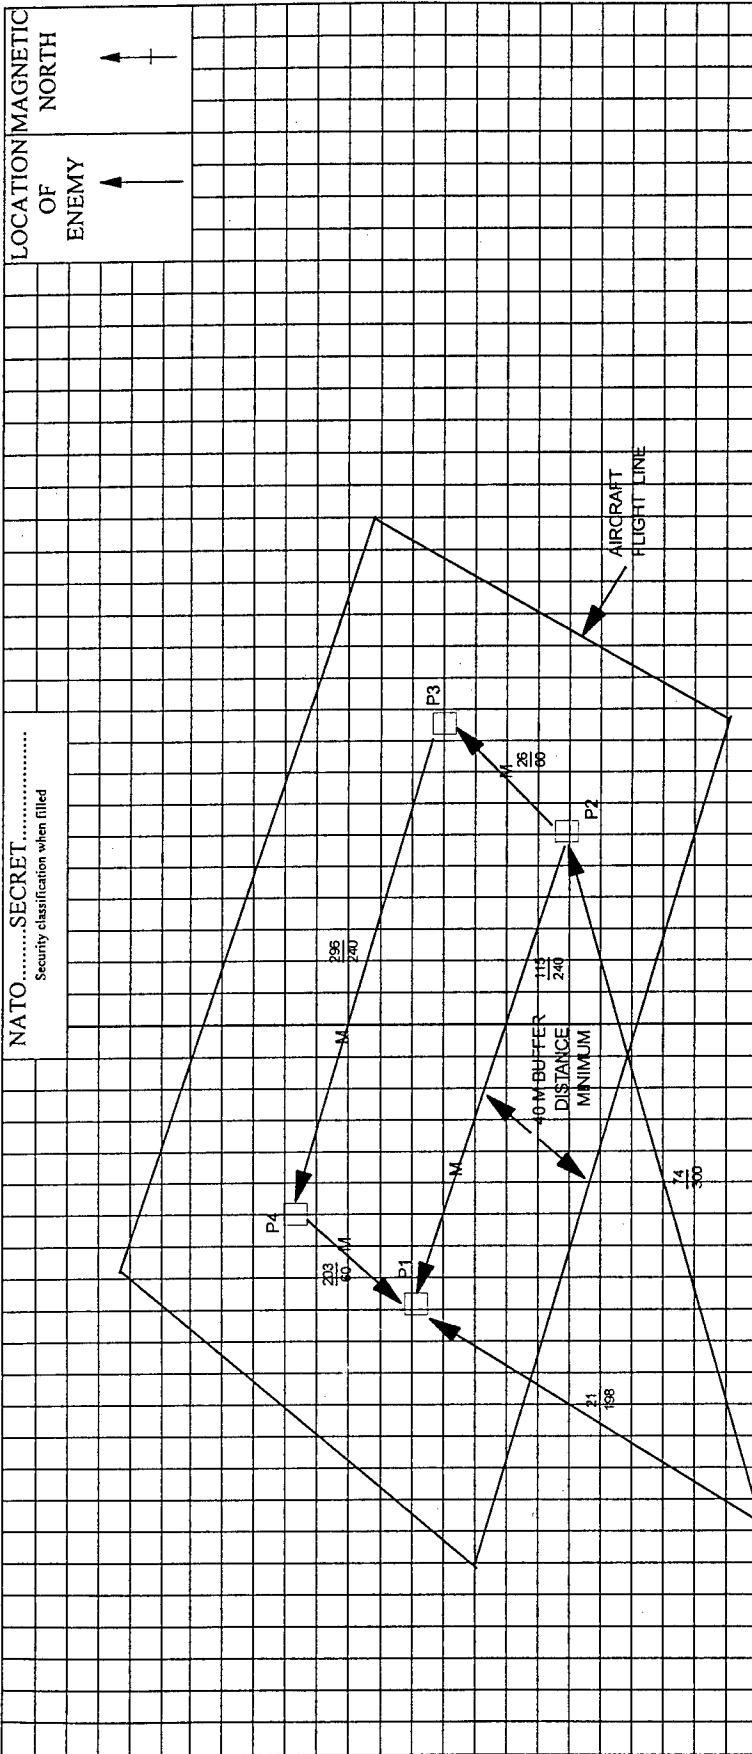 NATO.........SECRET...................
Security classification when filled
LOCATION
OF
ENEMY
MAGNETIC
NORTH
P4
203
60
P1
296
240
M
M
P3
M
26
60
P2
M
115
240
40 M BUFFER
DISTANCE
MINIMUM
AIRCRAFT
FLIGHT LINE
21
198
74
300